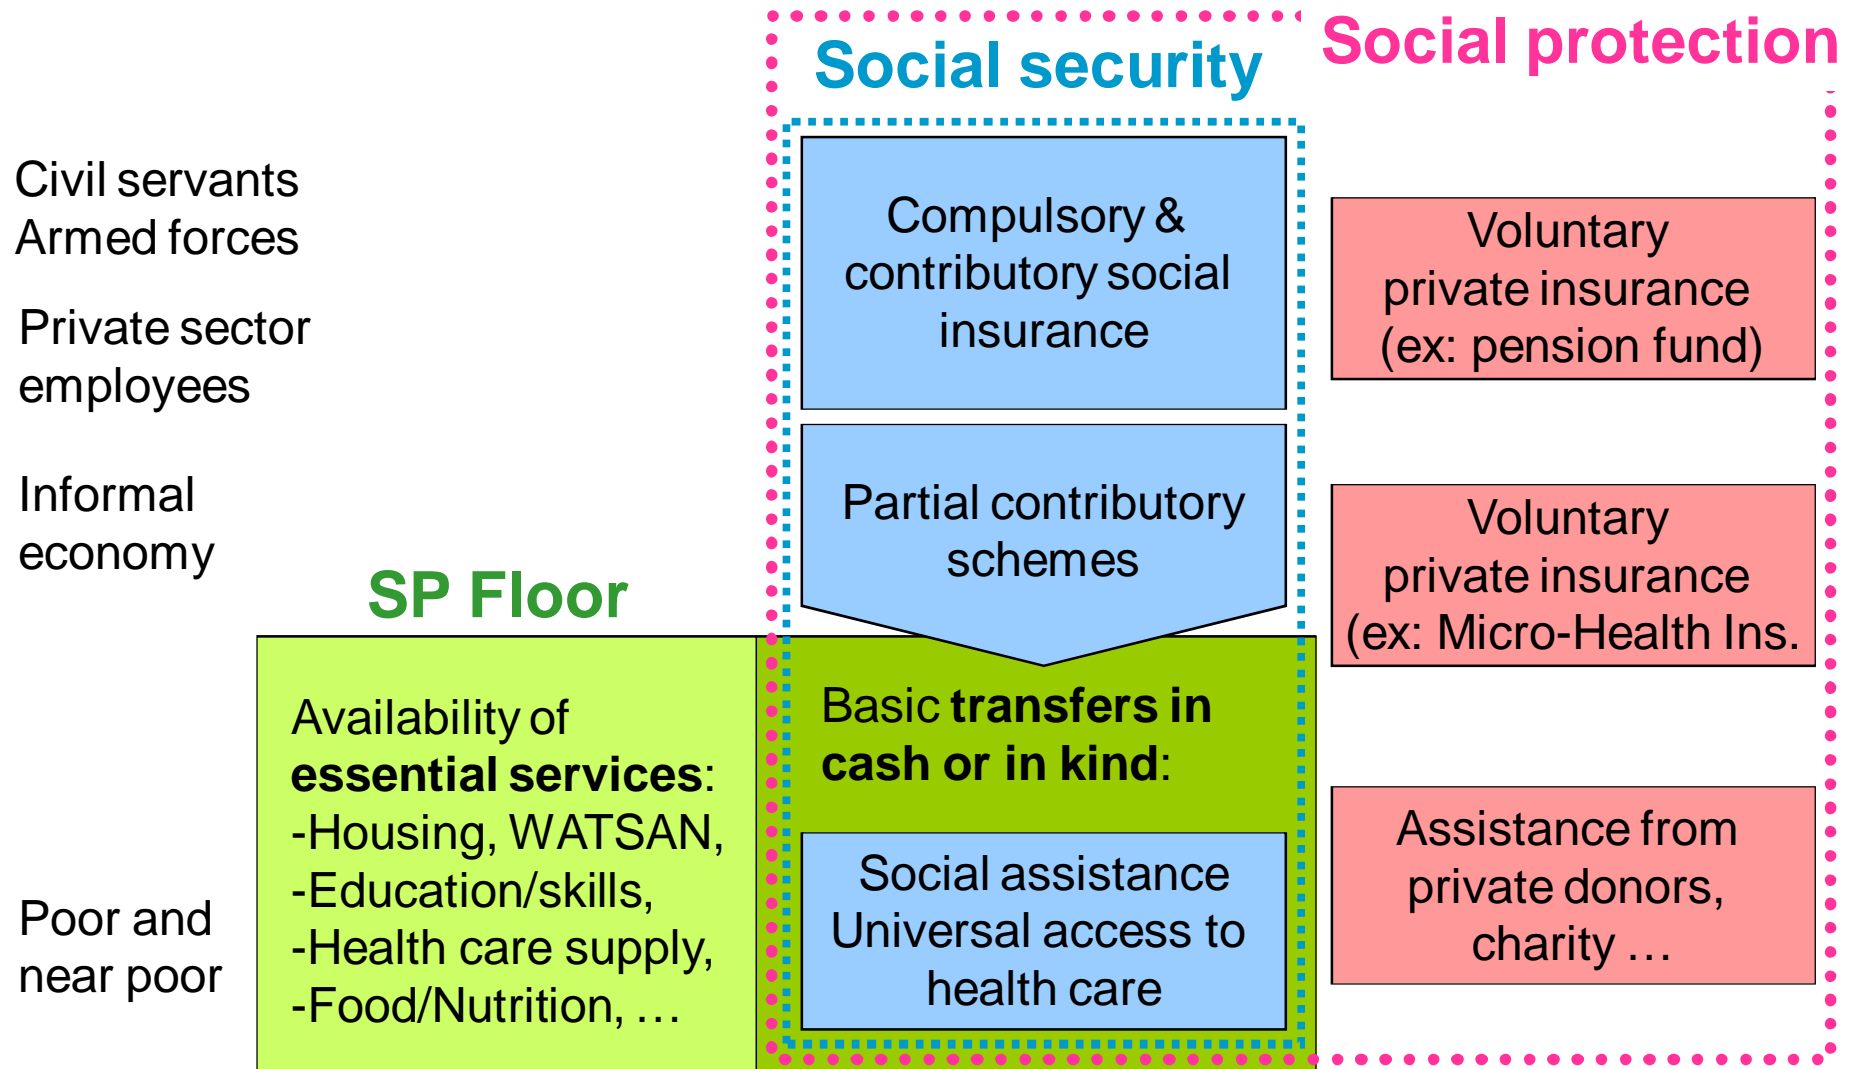 Social protection
Social security
Civil servants
Armed forces
Private sector
employees
Informal
economy
Poor and
near poor
SP Floor
Availability of
essential services:
-Housing, WATSAN,
-Education/skills,
-Health care supply,
-Food/Nutrition, …
Compulsory &
contributory social
insurance
Partial contributory
schemes
Basic transfers in
cash or in kind:
Social assistance
Universal access to
health care
Voluntary
private insurance
(ex: pension fund)
Voluntary
private insurance
(ex: Micro-Health Ins.
Assistance from
private donors,
charity …